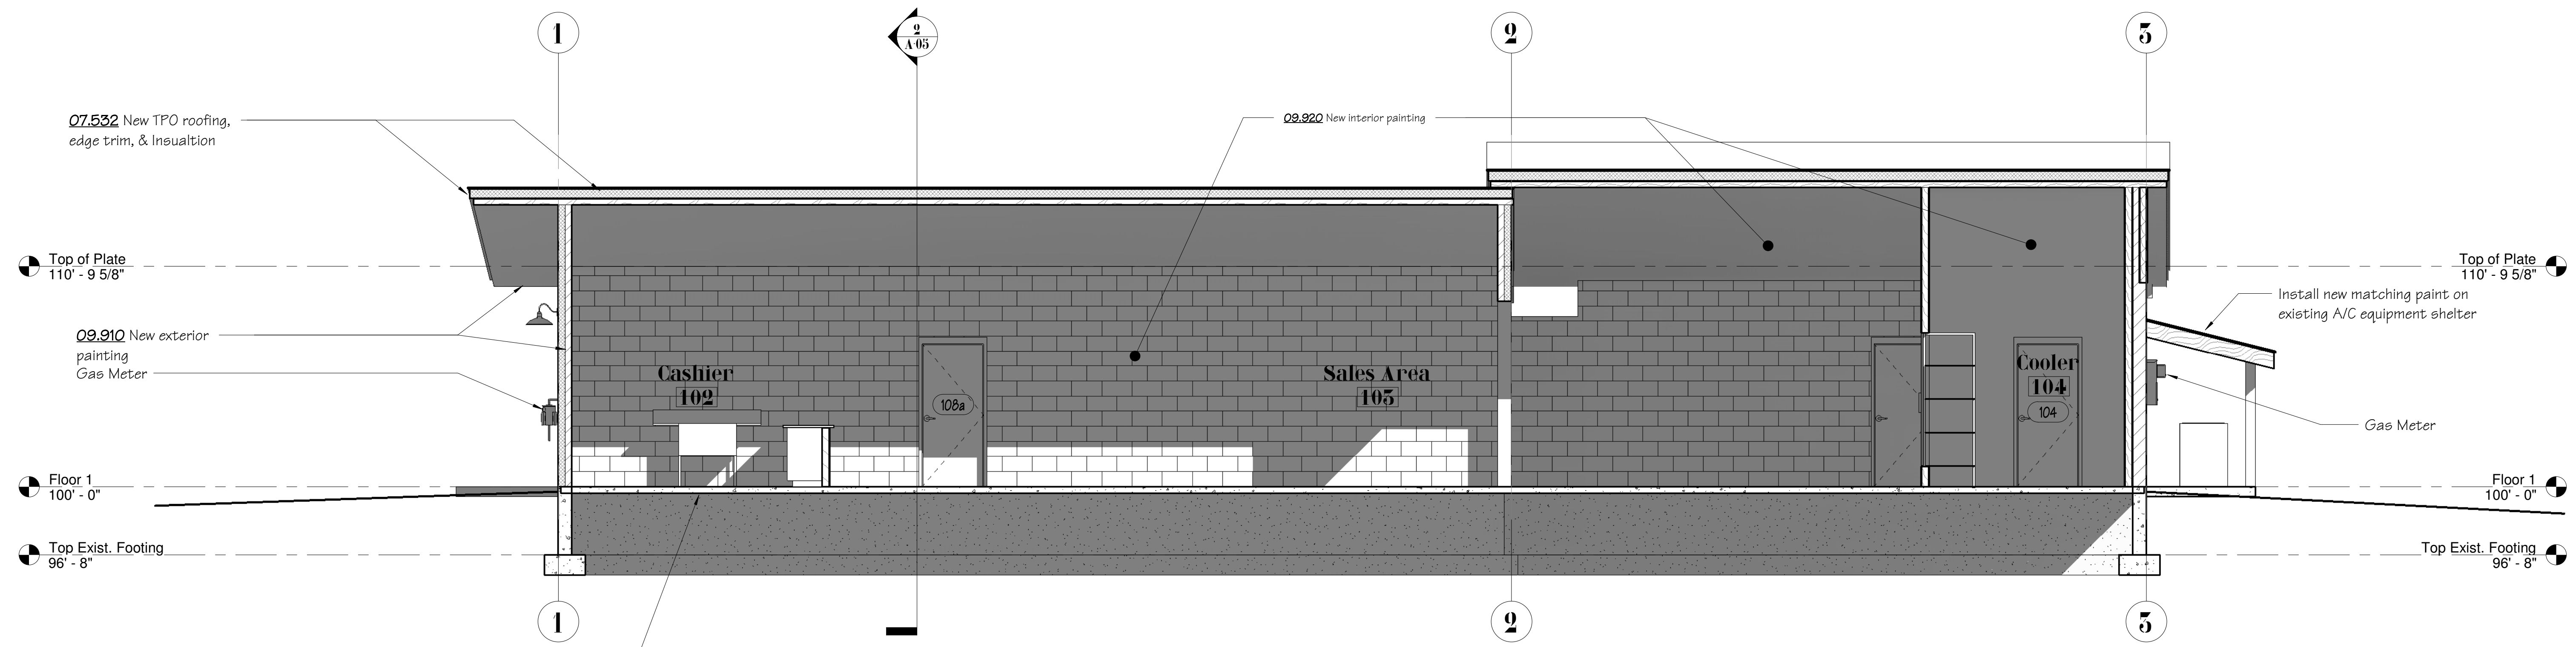 1
2
A-05
2
3
07.532 New TPO roofing,
edge trim, & Insualtion
09.920 New interior painting
Top of Plate
110' - 9 5/8"
Top of Plate
110' - 9 5/8"
Install new matching paint on
existing A/C equipment shelter
09.910 New exterior
painting
Gas Meter
Cashier
102
108a
Sales Area
103
Cooler
104
104
Gas Meter
Floor 1
100' - 0"
Floor 1
100' - 0"
Top Exist. Footing
96' - 8"
Top Exist. Footing
96' - 8"
1
2
3